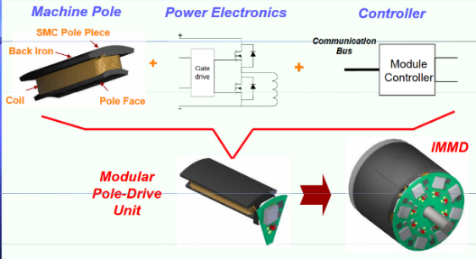 Machine Pole
Power Electronics
Controller
SMC Pole Piece
Back Iron
Coil
Pole Face
+
+
-
Gate
drive
+
Communication
Bus
Module
Controller
Modular
Pole-Drive
Unit
IMMD